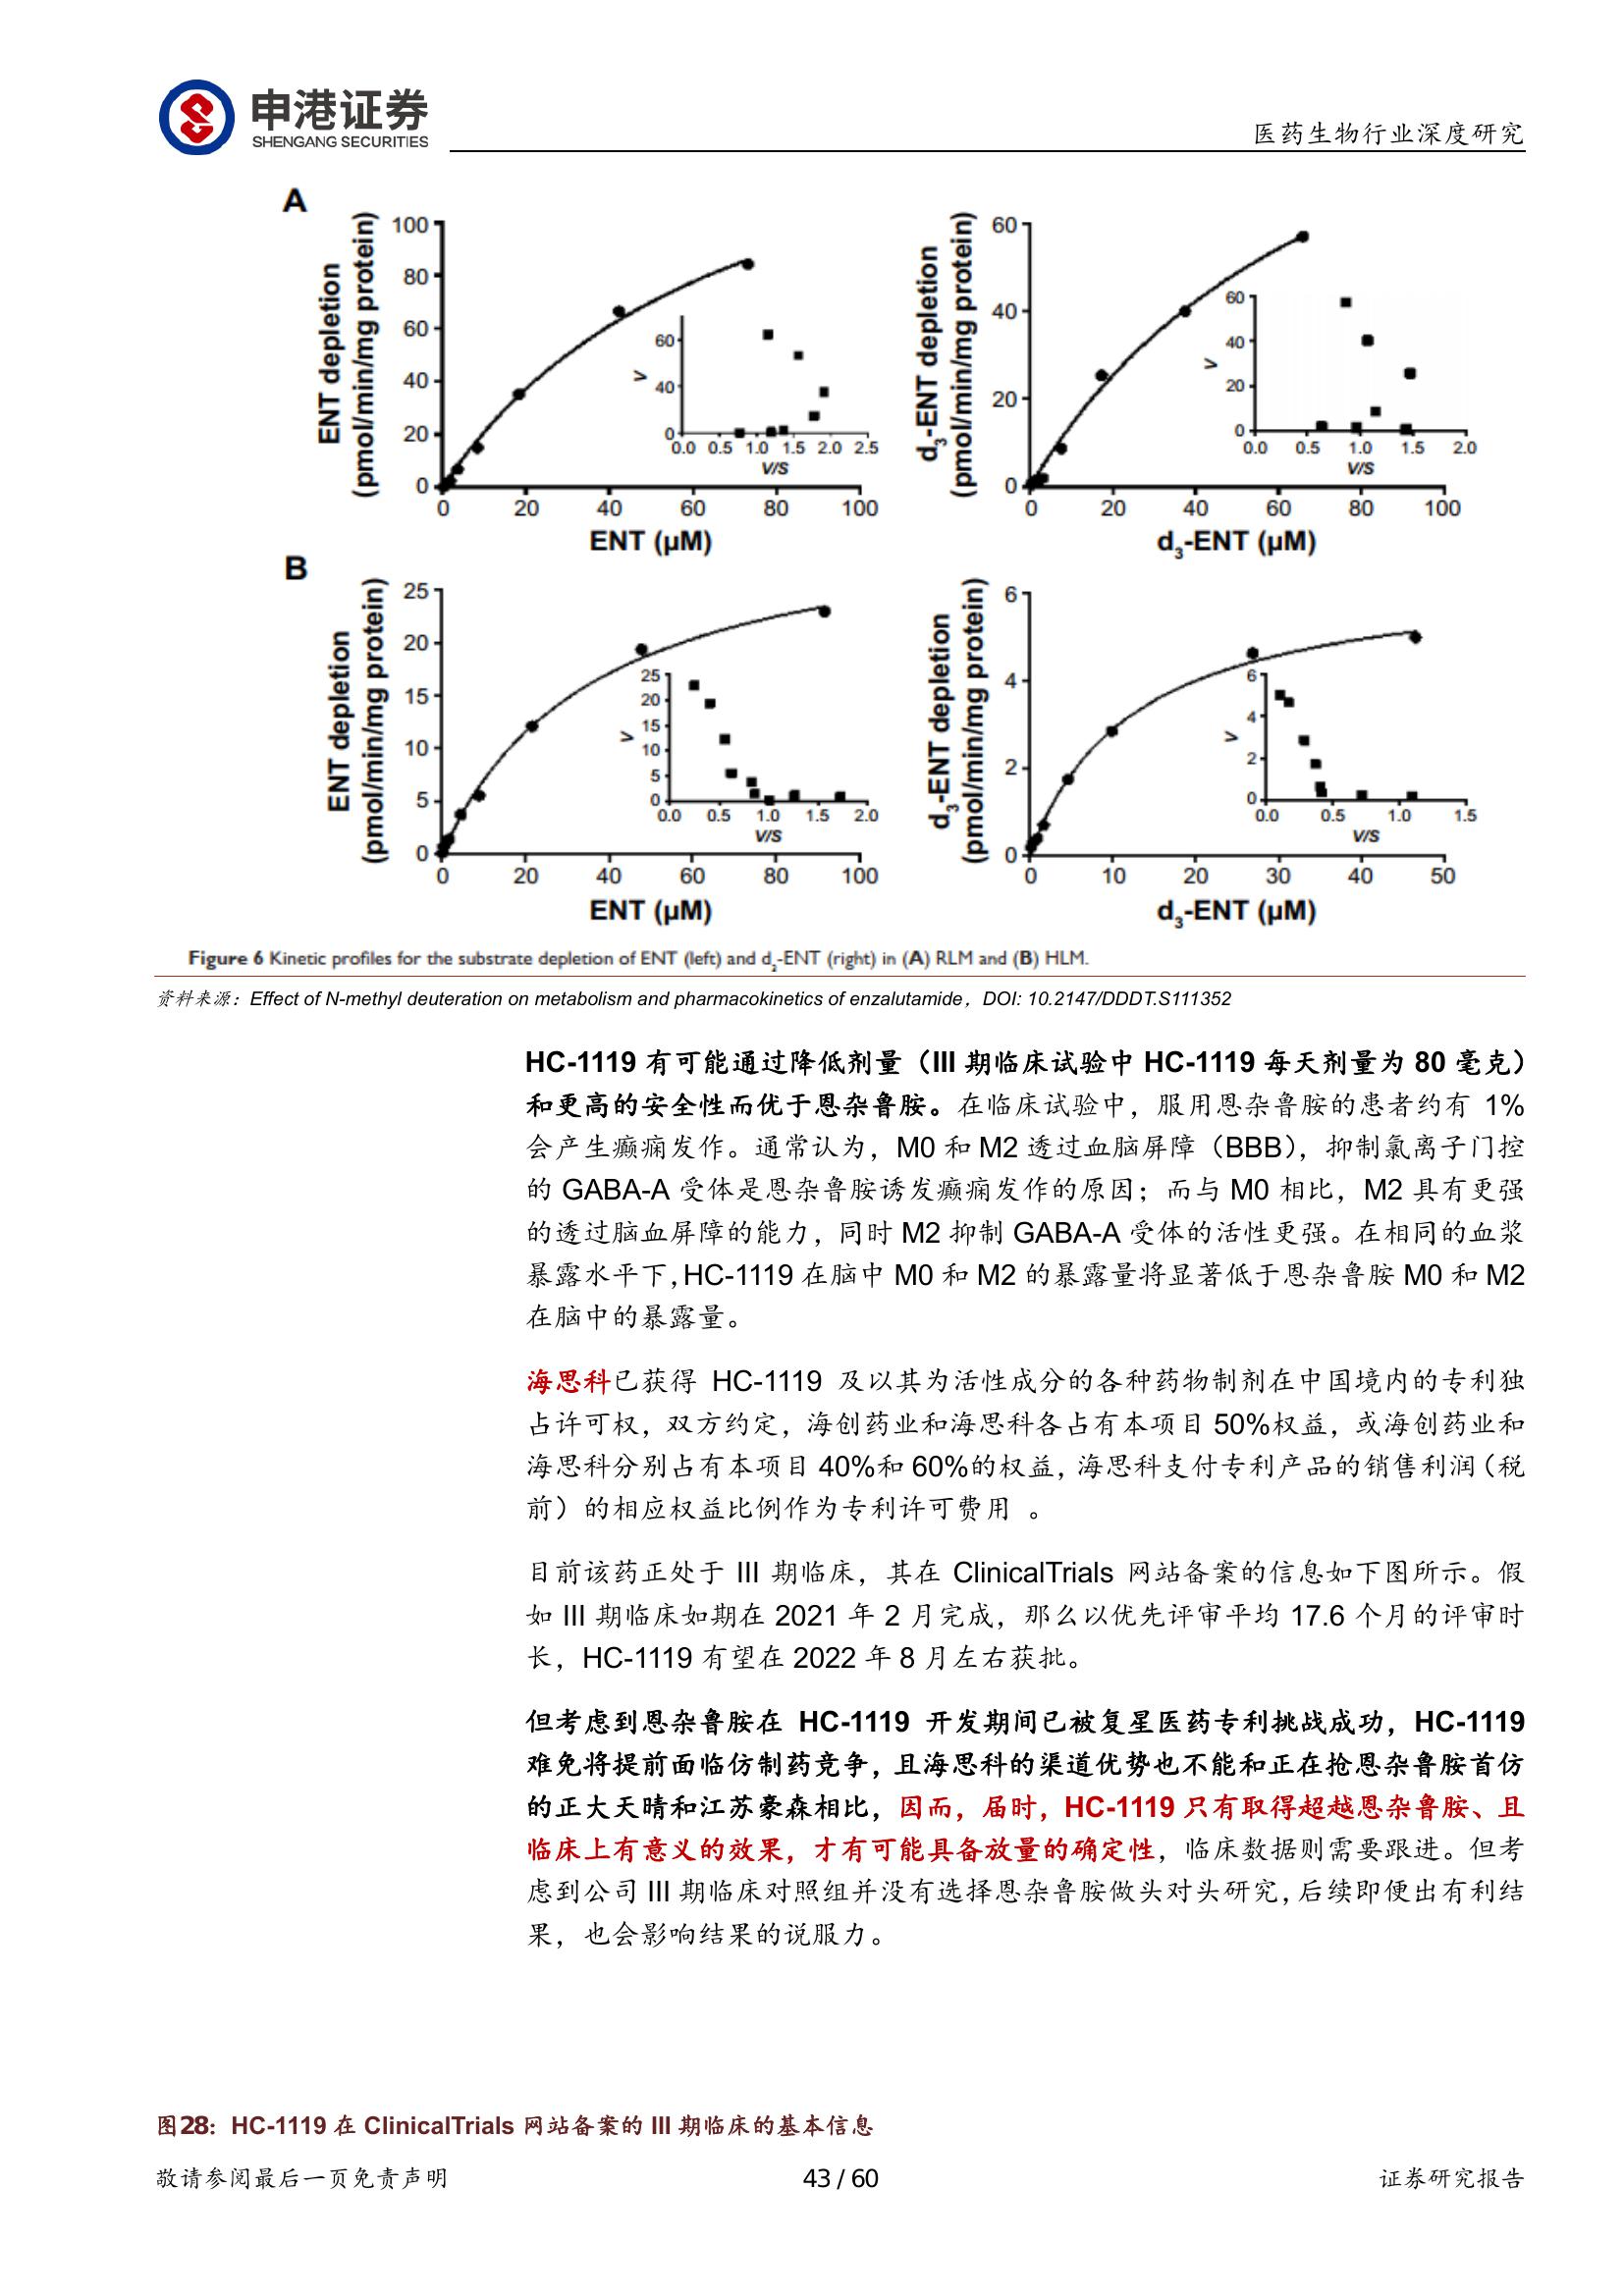 申港证券
SHENGANG SECURITIES
医药生物行业深度研究
A
ENT depletion
(pmol/min/mg protein)
100
80
60
40
20
0
0 20 40 60 80 100
ENT (μM)
V
60
40
0
0.0 0.5 1.0 1.5 2.0 2.5
V/S
d3-ENT depletion
(pmol/min/mg protein)
60
40
20
0
0 20 40 60 80 100
d3-ENT (μM)
V
60
40
20
0
0.0 0.5 1.0 1.5 2.0
V/S
B
ENT depletion
(pmol/min/mg protein)
25
20
15
10
5
0
0 20 40 60 80 100
ENT (μM)
V
25
20
15
10
5
0
0.0 0.5 1.0 1.5 2.0
V/S
d3-ENT depletion
(pmol/min/mg protein)
6
4
2
0
0 10 20 30 40 50
d3-ENT (μM)
V
6
4
2
0
0.0 0.5 1.0 1.5
V/S
Figure 6 Kinetic profiles for the substrate depletion of ENT (left) and d3-ENT (right) in (A) RLM and (B) HLM.
资料来源：Effect of N-methyl deuteration on metabolism and pharmacokinetics of enzalutamide，DOI: 10.2147/DDDT.S111352
HC-1119 有可能通过降低剂量（III 期临床试验中 HC-1119 每天剂量为 80 毫克）
和更高的安全性而优于恩杂鲁胺。在临床试验中，服用恩杂鲁胺的患者约有 1%
会产生癫痫发作。通常认为，M0 和 M2 透过血脑屏障（BBB），抑制氯离子门控
的 GABA-A 受体是恩杂鲁胺诱发癫痫发作的原因；而与 M0 相比，M2 具有更强
的透过脑血屏障的能力，同时 M2 抑制 GABA-A 受体的活性更强。在相同的血浆
暴露水平下，HC-1119 在脑中 M0 和 M2 的暴露量将显著低于恩杂鲁胺 M0 和 M2
在脑中的暴露量。
海思科已获得 HC-1119 及以其为活性成分的各种药物制剂在中国境内的专利独
占许可权，双方约定，海创药业和海思科各占有本项目 50%权益，或海创药业和
海思科分别占有本项目 40%和 60%的权益，海思科支付专利产品的销售利润（税
前）的相应权益比例作为专利许可费用 。
目前该药正处于 III 期临床，其在 ClinicalTrials 网站备案的信息如下图所示。假
如 III 期临床如期在 2021 年 2 月完成，那么以优先评审平均 17.6 个月的评审时
长，HC-1119 有望在 2022 年 8 月左右获批。
但考虑到恩杂鲁胺在 HC-1119 开发期间已被复星医药专利挑战成功，HC-1119
难免将提前面临仿制药竞争，且海思科的渠道优势也不能和正在抢恩杂鲁胺首仿
的正大天晴和江苏豪森相比，因而，届时，HC-1119 只有取得超越恩杂鲁胺、且
临床上有意义的效果，才有可能具备放量的确定性，临床数据则需要跟进。但考
虑到公司 III 期临床对照组并没有选择恩杂鲁胺做头对头研究，后续即便出有利结
果，也会影响结果的说服力。
图28：HC-1119 在 ClinicalTrials 网站备案的 III 期临床的基本信息
敬请参阅最后一页免责声明
43 / 60
证券研究报告